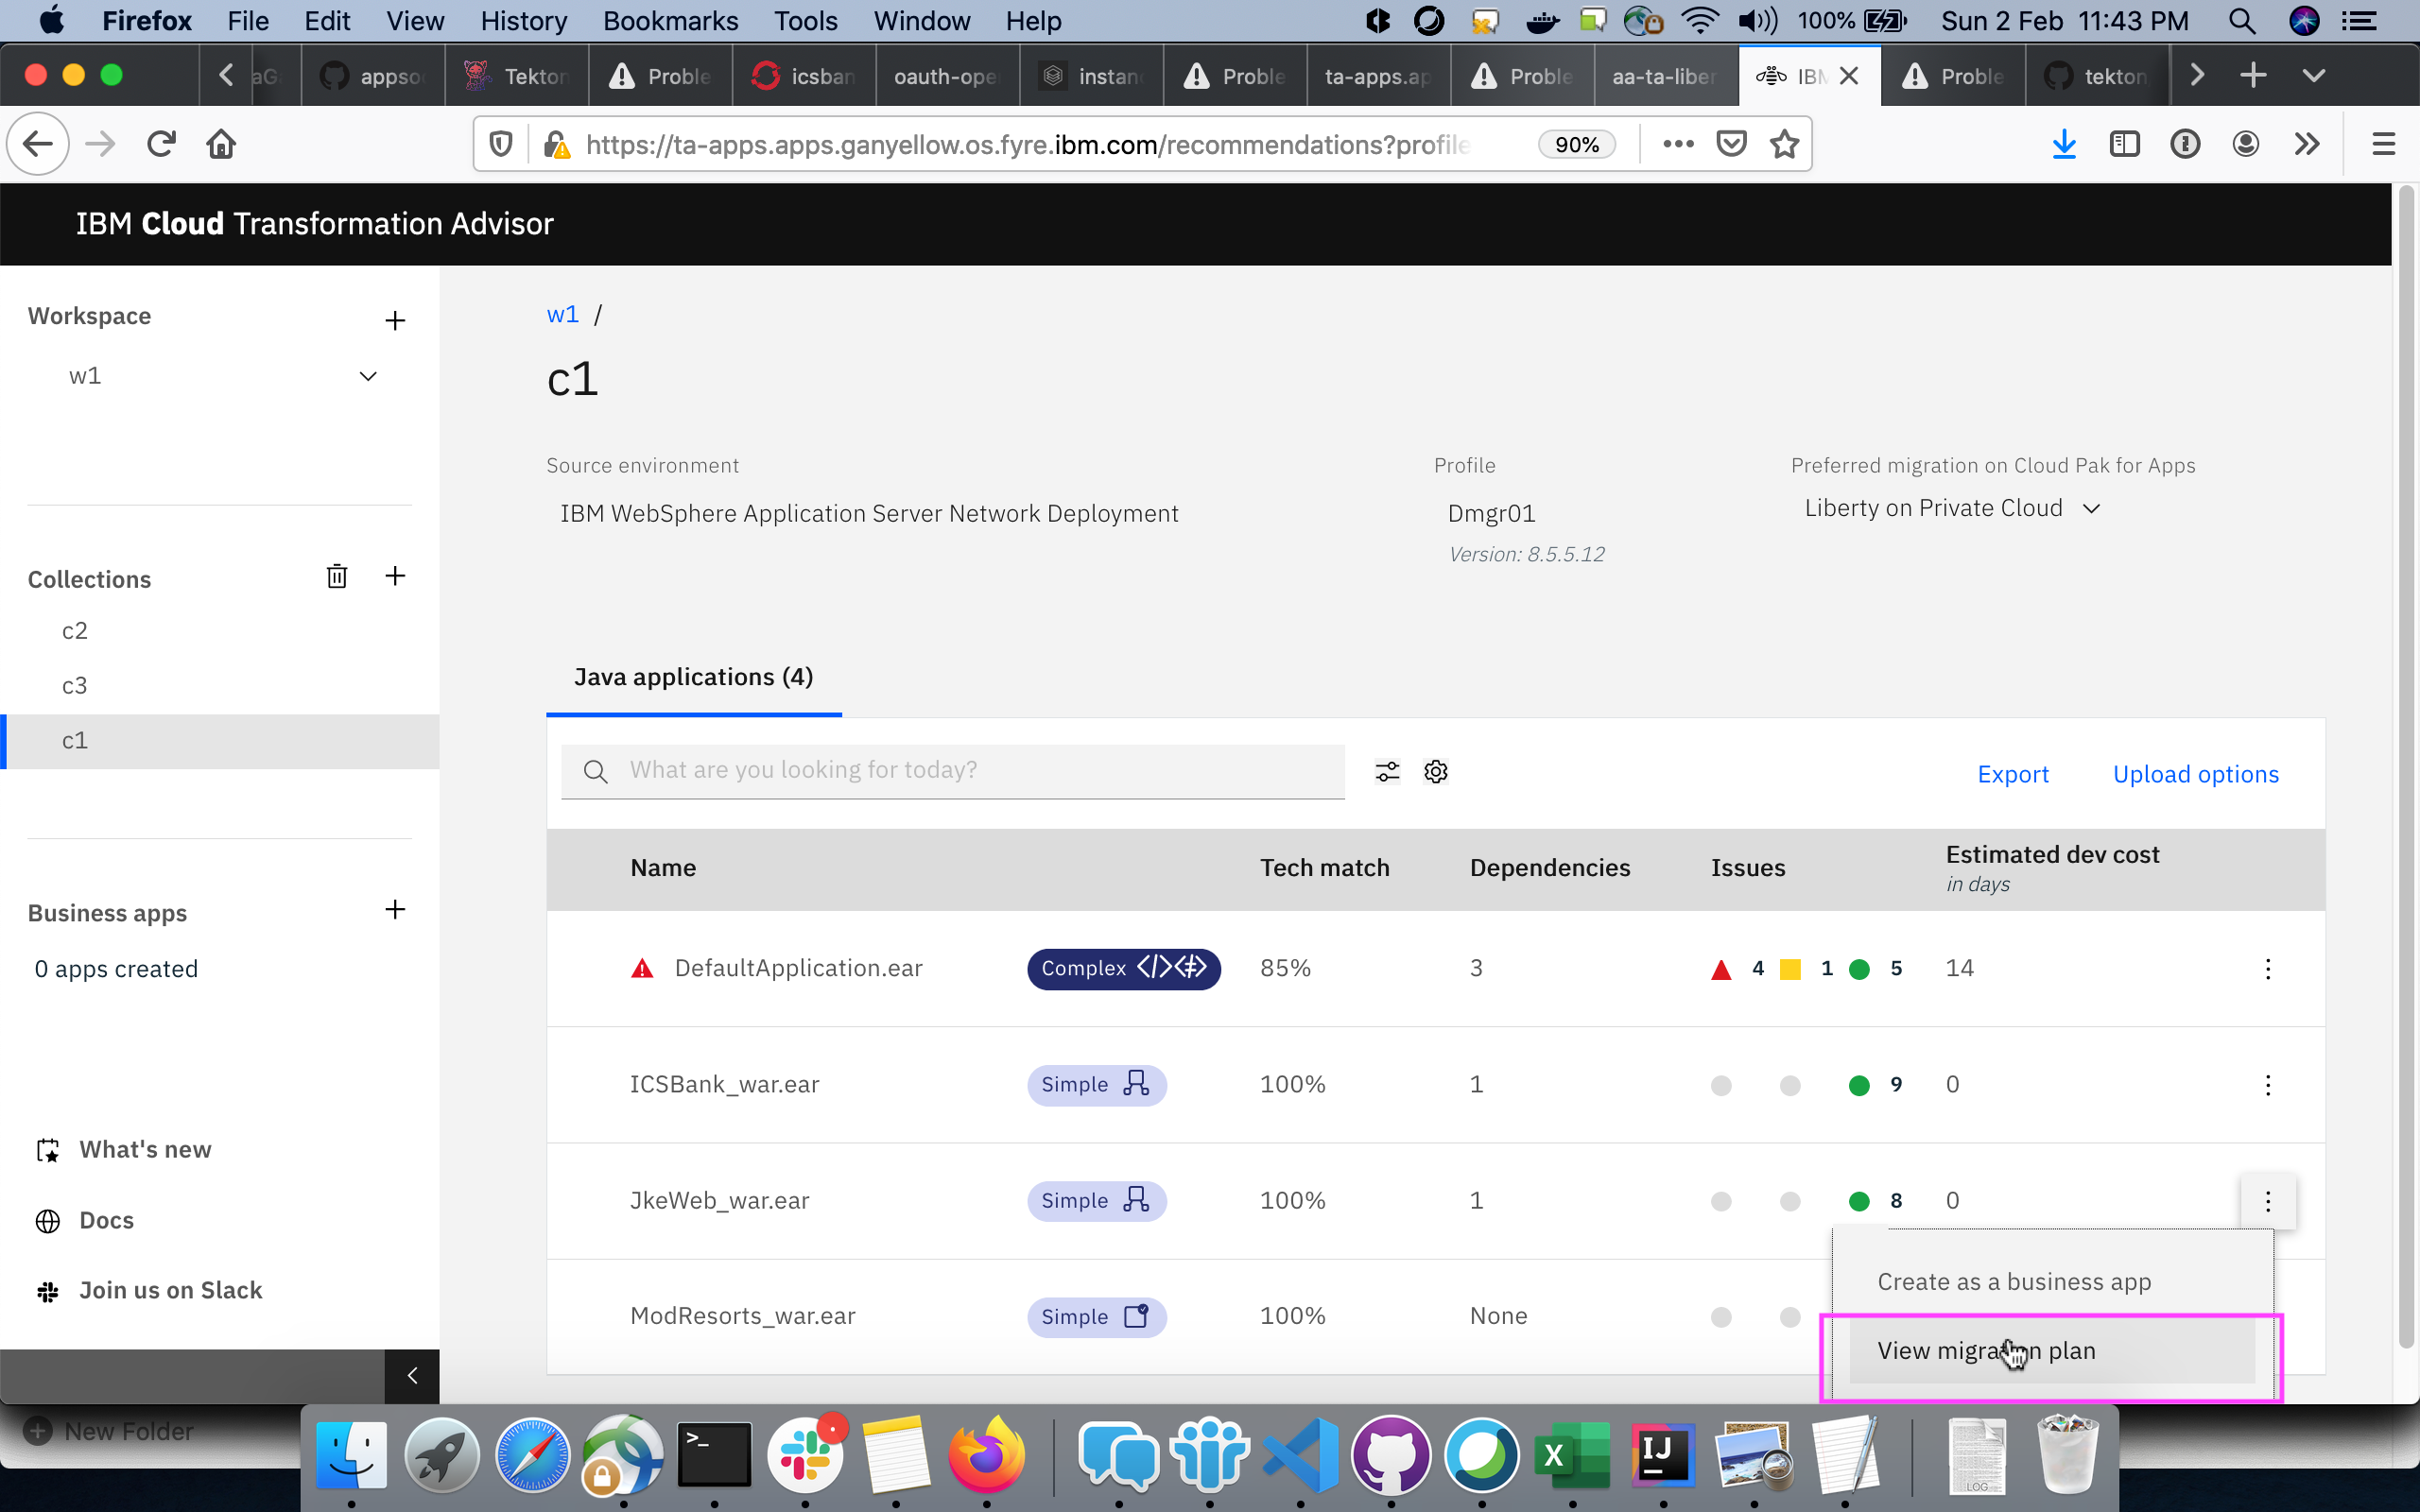 Firefox File Edit View History Bookmarks Tools Window Help 100% Sun 2 Feb 11:43 PM
appso Tekton Proble icsban oauth-ope instan Proble ta-apps.ap Proble aa-ta-liber IBM Proble tekton
https://ta-apps.apps.ganyellow.os.fyre.ibm.com/recommendations?profile 90%
IBM Cloud Transformation Advisor
Workspace
w1
Collections
c2
c3
c1
Business apps
0 apps created
What's new
Docs
Join us on Slack
w1 /
c1
Source environment Profile Preferred migration on Cloud Pak for Apps
IBM WebSphere Application Server Network Deployment Dmgr01 Liberty on Private Cloud
Version: 8.5.5.12
Java applications (4)
What are you looking for today? Export Upload options
Name Tech match Dependencies Issues Estimated dev cost
in days
DefaultApplication.ear Complex 85% 3 4 1 5 14
ICSBank_war.ear Simple 100% 1 9 0
JkeWeb_war.ear Simple 100% 1 8 0
Create as a business app
ModResorts_war.ear Simple 100% None
View migration plan
New Folder
>_ X IJ LOG